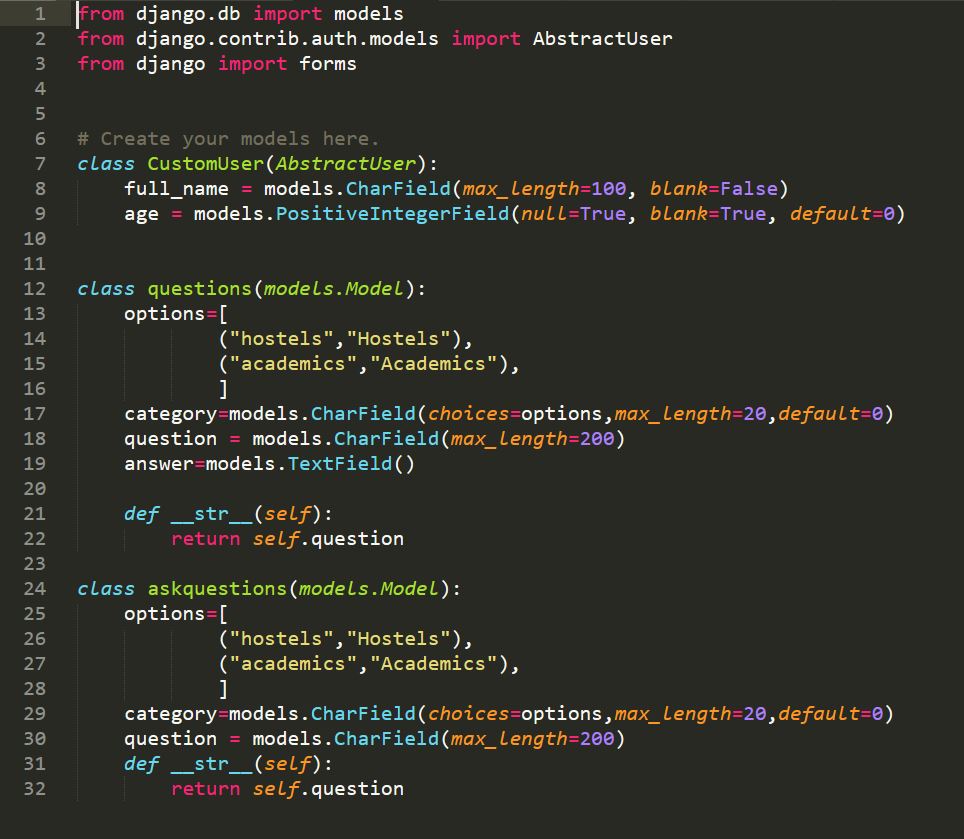 1 from django.db import models
2 from django.contrib.auth.models import AbstractUser
3 from django import forms
4
5
6 # Create your models here.
7 class CustomUser(AbstractUser):
8     full_name = models.CharField(max_length=100, blank=False)
9     age = models.PositiveIntegerField(null=True, blank=True, default=0)
10
11
12 class questions(models.Model):
13     options=[
14             ("hostels","Hostels"),
15             ("academics","Academics"),
16             ]
17     category=models.CharField(choices=options,max_length=20,default=0)
18     question = models.CharField(max_length=200)
19     answer=models.TextField()
20
21     def __str__(self):
22         return self.question
23
24 class askquestions(models.Model):
25     options=[
26             ("hostels","Hostels"),
27             ("academics","Academics"),
28             ]
29     category=models.CharField(choices=options,max_length=20,default=0)
30     question = models.CharField(max_length=200)
31     def __str__(self):
32         return self.question